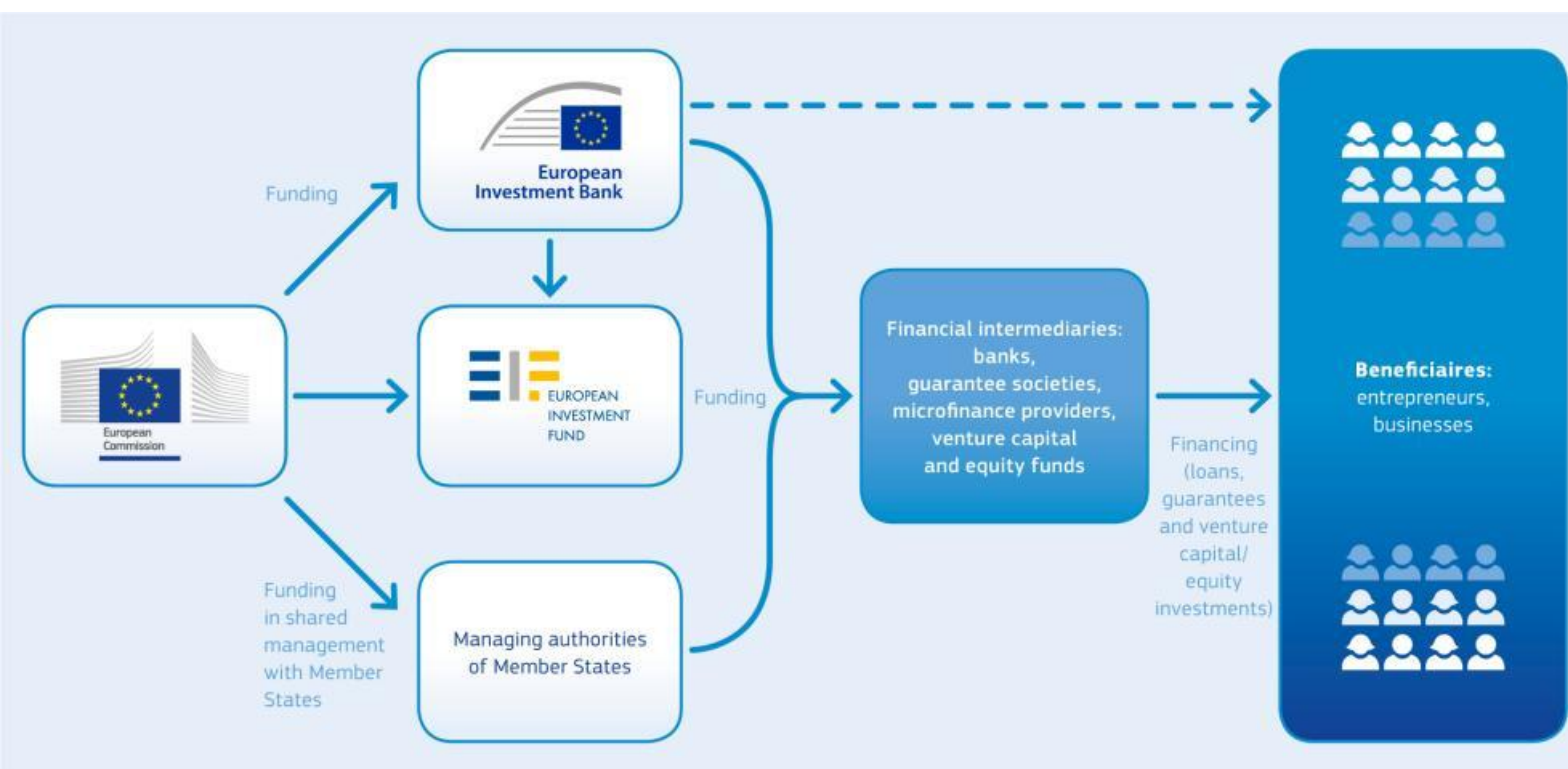 European
Investment Bank
Funding
European
Commission
EIF
EUROPEAN
INVESTMENT
FUND
Funding
Funding
in shared
management
with Member
States
Managing authorities
of Member States
Financial intermediaries:
banks,
guarantee societies,
microfinance providers,
venture capital
and equity funds
Financing
(loans,
guarantees
and venture
capital/
equity
investments)
Beneficiaires:
entrepreneurs,
businesses